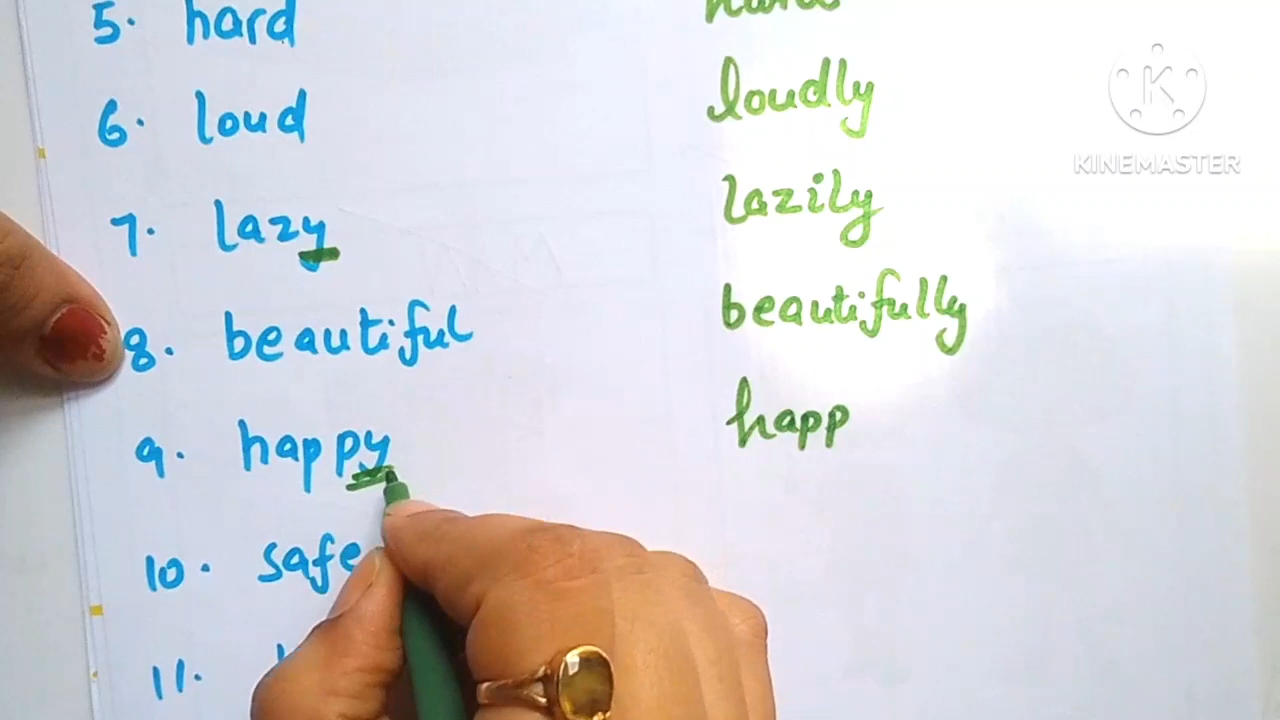 5. hard
6. loud loudly
7. lazy lazily
8. beautiful beautifully
9. happy happ
10. safe
11.
K
KINEMASTER